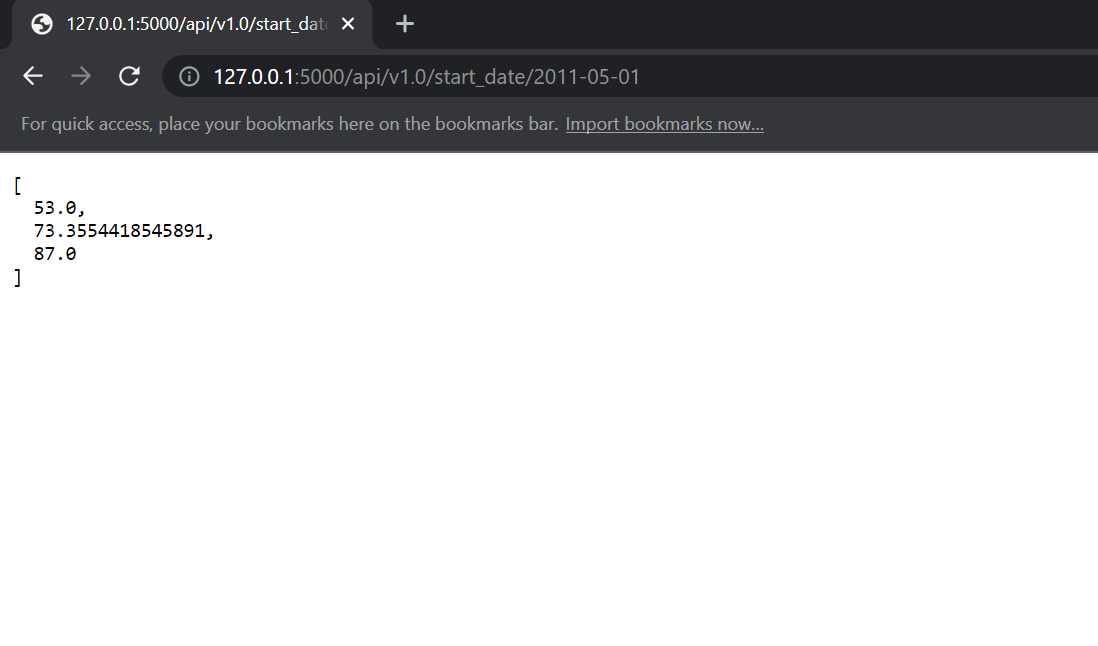 127.0.0.1:5000/api/v1.0/start_dat
127.0.0.1:5000/api/v1.0/start_date/2011-05-01
For quick access, place your bookmarks here on the bookmarks bar. Import bookmarks now...
[
53.0,
73.3554418545891,
87.0
]